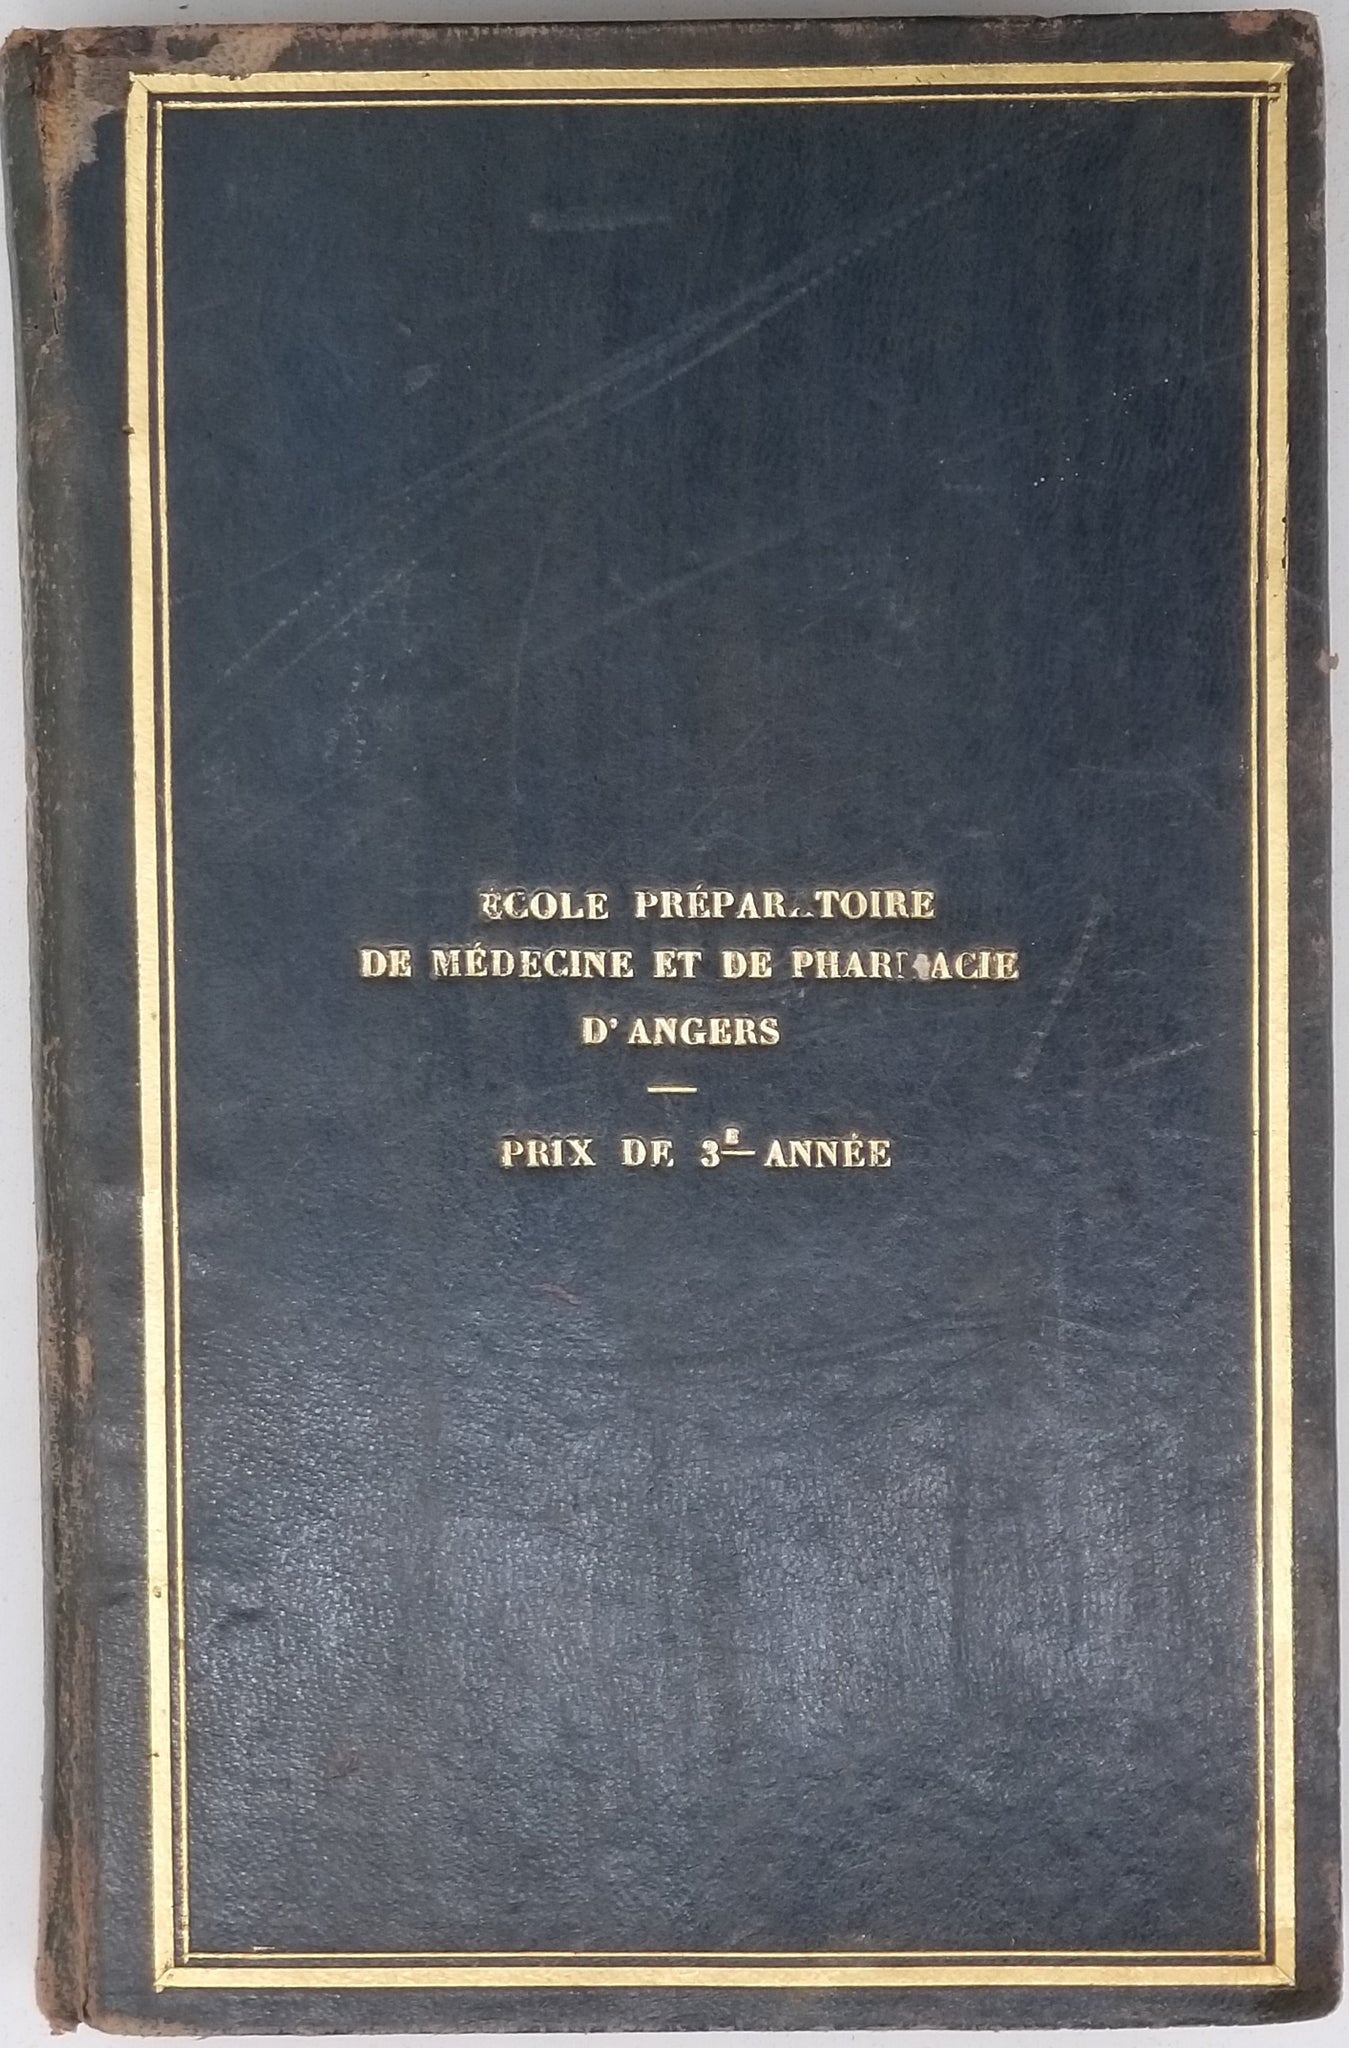 ÉCOLE PRÉPARATOIRE
DE MÉDECINE ET DE PHARMACIE
D'ANGERS
PRIX DE 3E ANNÉE